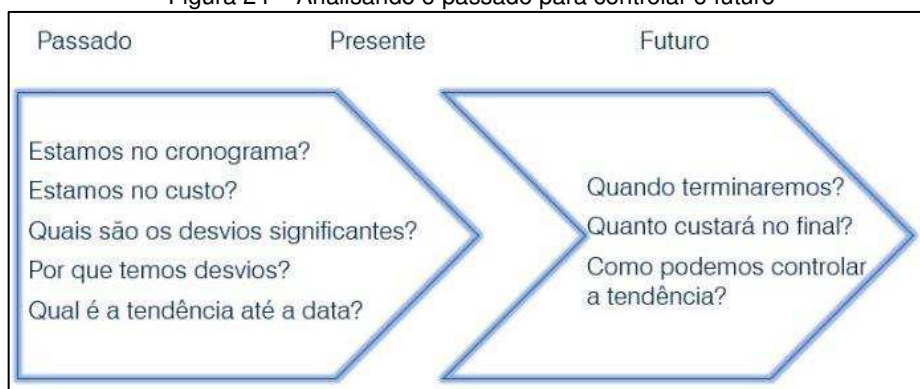 Figura 21 – Analisando o passado para controlar o futuro
Passado Presente Futuro
Estamos no cronograma?
Estamos no custo?
Quais são os desvios significantes?
Por que temos desvios?
Qual é a tendência até a data?
Quando terminaremos?
Quanto custará no final?
Como podemos controlar
a tendência?